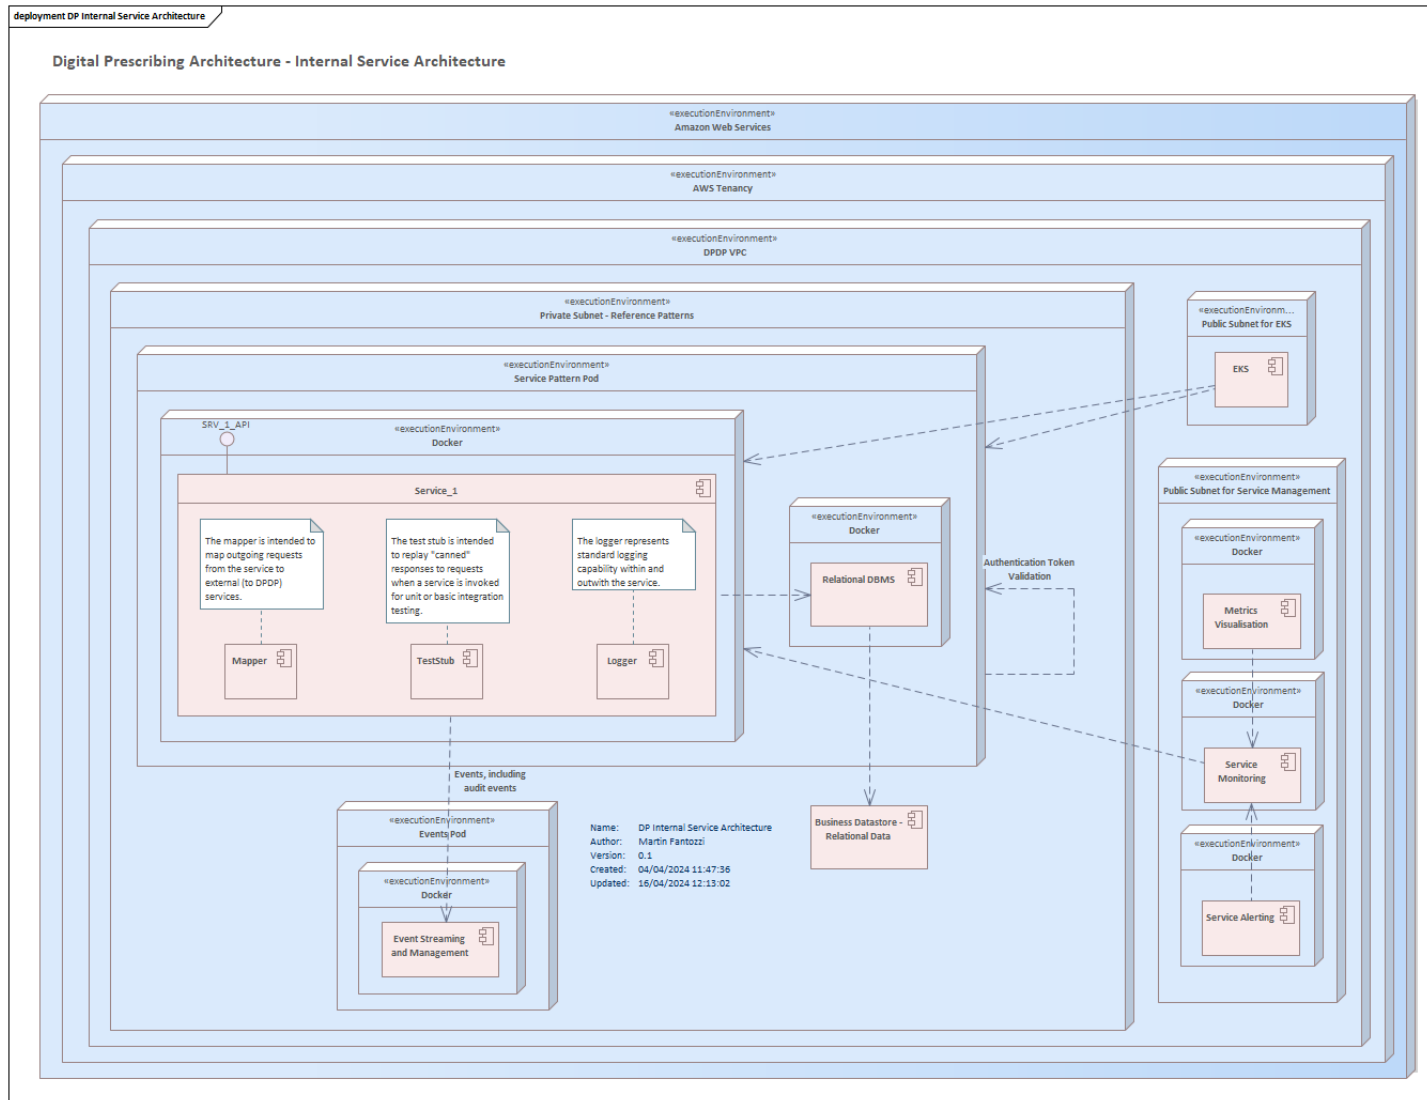 deployment DP Internal Service Architecture
Digital Prescribing Architecture - Internal Service Architecture
«executionEnvironment»
Amazon Web Services
«executionEnvironment»
AWS Tenancy
«executionEnvironment»
DPDP VPC
«executionEnvironment»
Private Subnet - Reference Patterns
«executionEnvironm...
Public Subnet for EKS
EKS
«executionEnvironment»
Service Pattern Pod
SRV_1_API
«executionEnvironment»
Docker
Service_1
The mapper is intended to
map outgoing requests
from the service to
external (to DPDP)
services.
The test stub is intended
to replay "canned"
responses to requests
when a service is invoked
for unit or basic integration
testing.
The logger represents
standard logging
capability within and
outwith the service.
Mapper
TestStub
Logger
«executionEnvironment»
Docker
Relational DBMS
Authentication Token
Validation
«executionEnvironment»
Public Subnet for Service Management
«executionEnvironment»
Docker
Metrics
Visualisation
«executionEnvironment»
Docker
Service
Monitoring
«executionEnvironment»
Docker
Service Alerting
Events, including
audit events
«executionEnvironment»
Events Pod
«executionEnvironment»
Docker
Event Streaming
and Management
Name: DP Internal Service Architecture
Author: Martin Fantozzi
Version: 0.1
Created: 04/04/2024 11:47:36
Updated: 16/04/2024 12:13:02
Business Datastore -
Relational Data